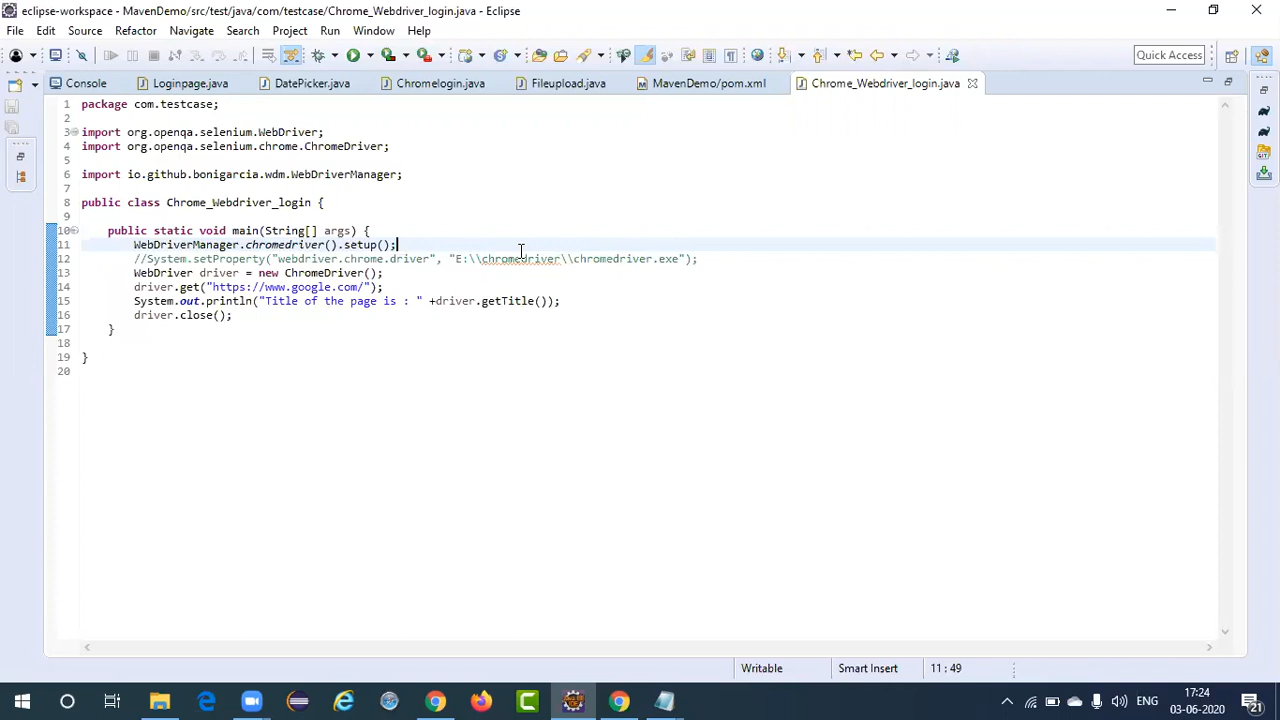 eclipse-workspace - MavenDemo/src/test/java/com/testcase/Chrome_Webdriver_login.java - Eclipse
File Edit Source Refactor Navigate Search Project Run Window Help
Quick Access
Console Loginpage.java DatePicker.java Chromelogin.java Fileupload.java MavenDemo/pom.xml Chrome_Webdriver_login.java
1 package com.testcase;
2
3 import org.openqa.selenium.WebDriver;
4 import org.openqa.selenium.chrome.ChromeDriver;
5
6 import io.github.bonigarcia.wdm.WebDriverManager;
7
8 public class Chrome_Webdriver_login {
9
10 public static void main(String[] args) {
11 WebDriverManager.chromedriver().setup();
12 //System.setProperty("webdriver.chrome.driver", "E:\\chromedriver\\chromedriver.exe");
13 WebDriver driver = new ChromeDriver();
14 driver.get("https://www.google.com/");
15 System.out.println("Title of the page is : " +driver.getTitle());
16 driver.close();
17 }
18
19 }
20
Writable Smart Insert 11 : 49
ENG 17:24
03-06-2020 21